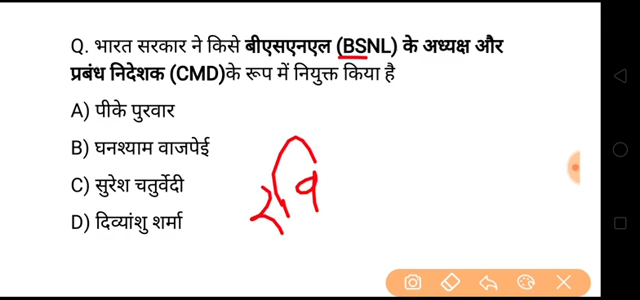 Q. भारत सरकार ने किसे बीएसएनएल (BSNL) के अध्यक्ष और
प्रबंध निदेशक (CMD)के रूप में नियुक्त किया है
A) पीके पुरवार
B) घनश्याम वाजपेई
C) सुरेश चतुर्वेदी
D) दिव्यांशु शर्मा
रवि